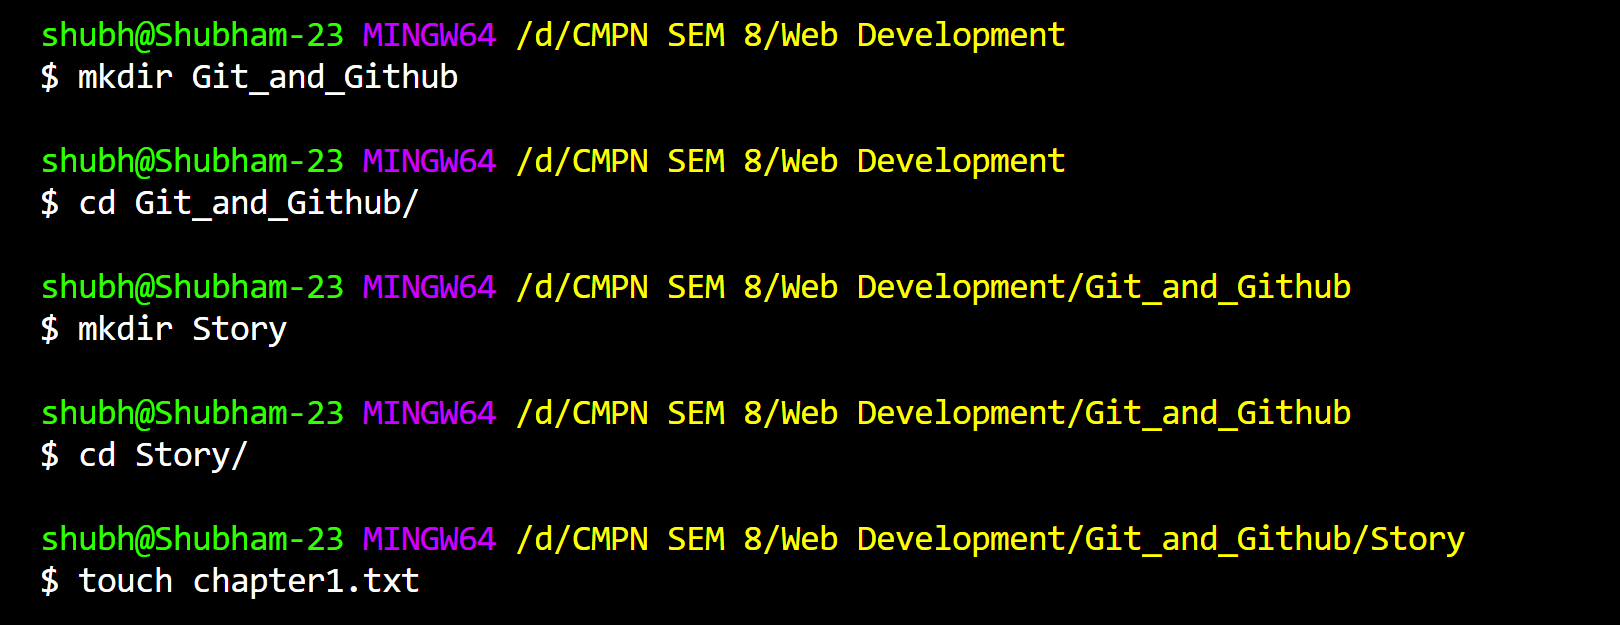 shubh@Shubham-23 MINGW64 /d/CMPN SEM 8/Web Development
$ mkdir Git_and_Github
shubh@Shubham-23 MINGW64 /d/CMPN SEM 8/Web Development
$ cd Git_and_Github/
shubh@Shubham-23 MINGW64 /d/CMPN SEM 8/Web Development/Git_and_Github
$ mkdir Story
shubh@Shubham-23 MINGW64 /d/CMPN SEM 8/Web Development/Git_and_Github
$ cd Story/
shubh@Shubham-23 MINGW64 /d/CMPN SEM 8/Web Development/Git_and_Github/Story
$ touch chapter1.txt